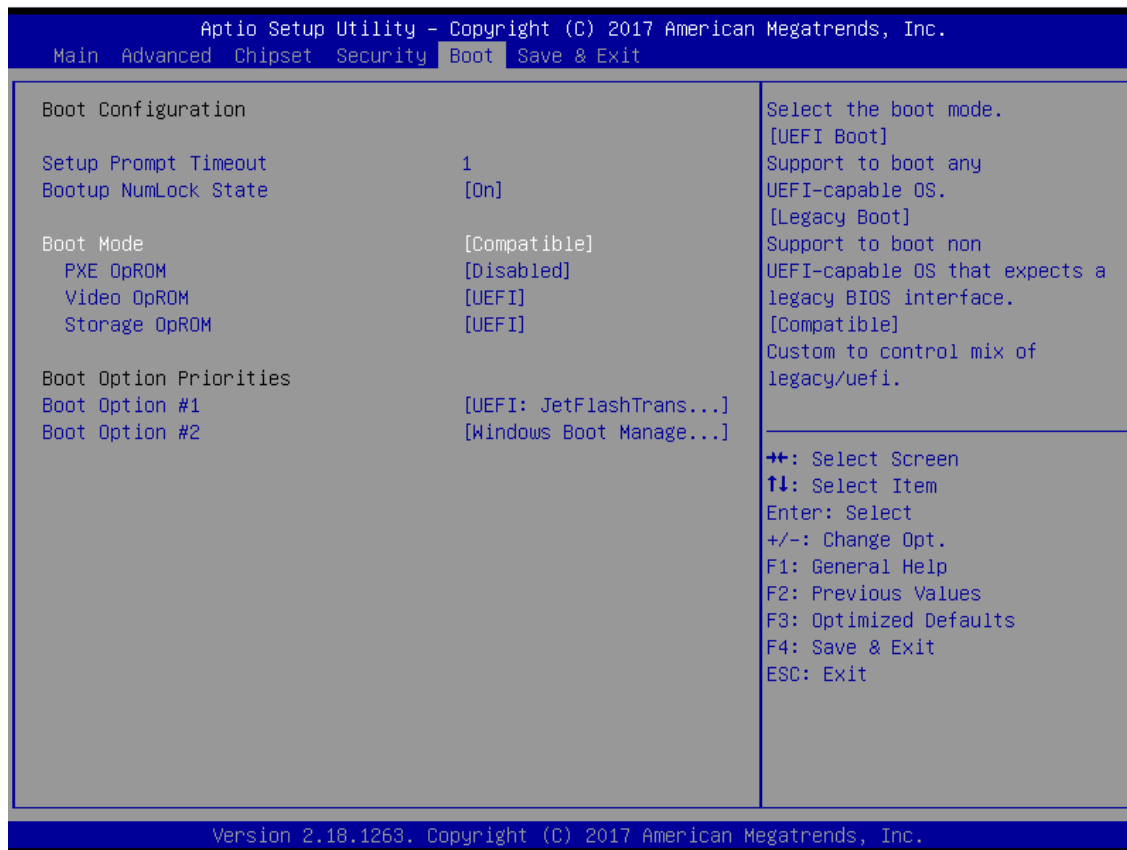 Aptio Setup Utility – Copyright (C) 2017 American Megatrends, Inc.
Main Advanced Chipset Security Boot Save & Exit
Boot Configuration
Setup Prompt Timeout 1
Bootup NumLock State [On]
Boot Mode [Compatible]
PXE OpROM [Disabled]
Video OpROM [UEFI]
Storage OpROM [UEFI]
Boot Option Priorities
Boot Option #1 [UEFI: JetFlashTrans...]
Boot Option #2 [Windows Boot Manage...]
Select the boot mode.
[UEFI Boot]
Support to boot any
UEFI-capable OS.
[Legacy Boot]
Support to boot non
UEFI-capable OS that expects a
legacy BIOS interface.
[Compatible]
Custom to control mix of
legacy/uefi.
→←: Select Screen
↑↓: Select Item
Enter: Select
+/-: Change Opt.
F1: General Help
F2: Previous Values
F3: Optimized Defaults
F4: Save & Exit
ESC: Exit
Version 2.18.1263. Copyright (C) 2017 American Megatrends, Inc.